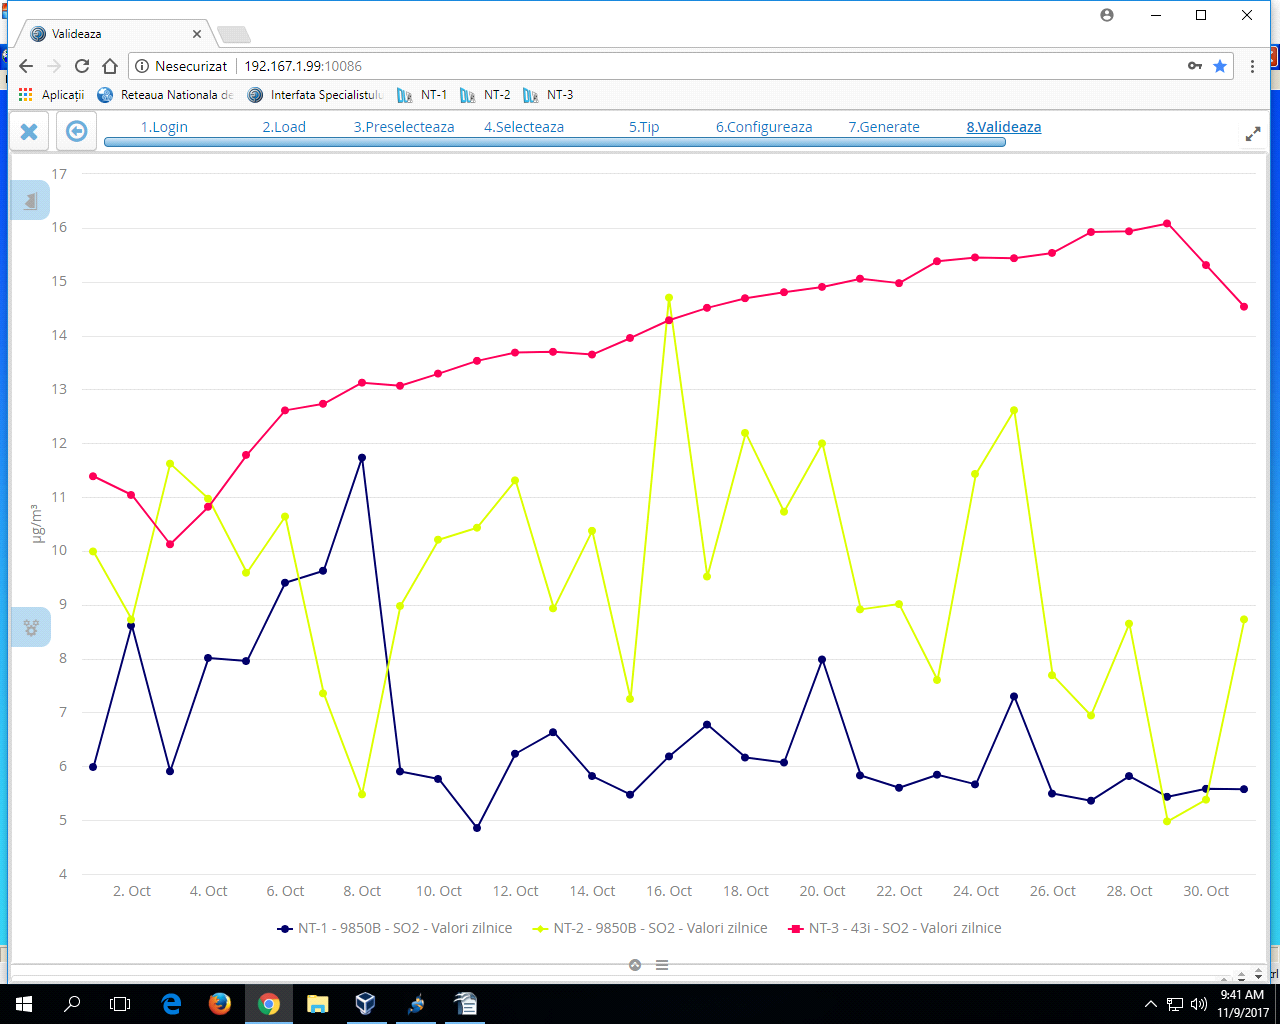 Valideaza
Nesecurizat 192.167.1.99:10086
Aplicații Reteaua Nationala de Interfata Specialistulu NT-1 NT-2 NT-3
1.Login 2.Load 3.Preselecteaza 4.Selecteaza 5.Tip 6.Configureaza 7.Generate 8.Valideaza
17
16
15
14
13
12
11
10
9
8
7
6
5
4
µg/m³
2. Oct 4. Oct 6. Oct 8. Oct 10. Oct 12. Oct 14. Oct 16. Oct 18. Oct 20. Oct 22. Oct 24. Oct 26. Oct 28. Oct 30. Oct
NT-1 - 9850B - SO2 - Valori zilnice NT-2 - 9850B - SO2 - Valori zilnice NT-3 - 43i - SO2 - Valori zilnice
9:41 AM
11/9/2017